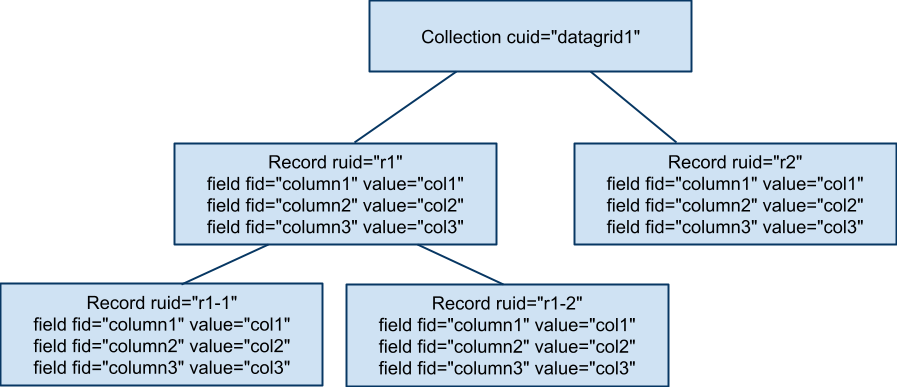 Collection cuid="datagrid1"
Record ruid="r1"
field fid="column1" value="col1"
field fid="column2" value="col2"
field fid="column3" value="col3"
Record ruid="r2"
field fid="column1" value="col1"
field fid="column2" value="col2"
field fid="column3" value="col3"
Record ruid="r1-1"
field fid="column1" value="col1"
field fid="column2" value="col2"
field fid="column3" value="col3"
Record ruid="r1-2"
field fid="column1" value="col1"
field fid="column2" value="col2"
field fid="column3" value="col3"